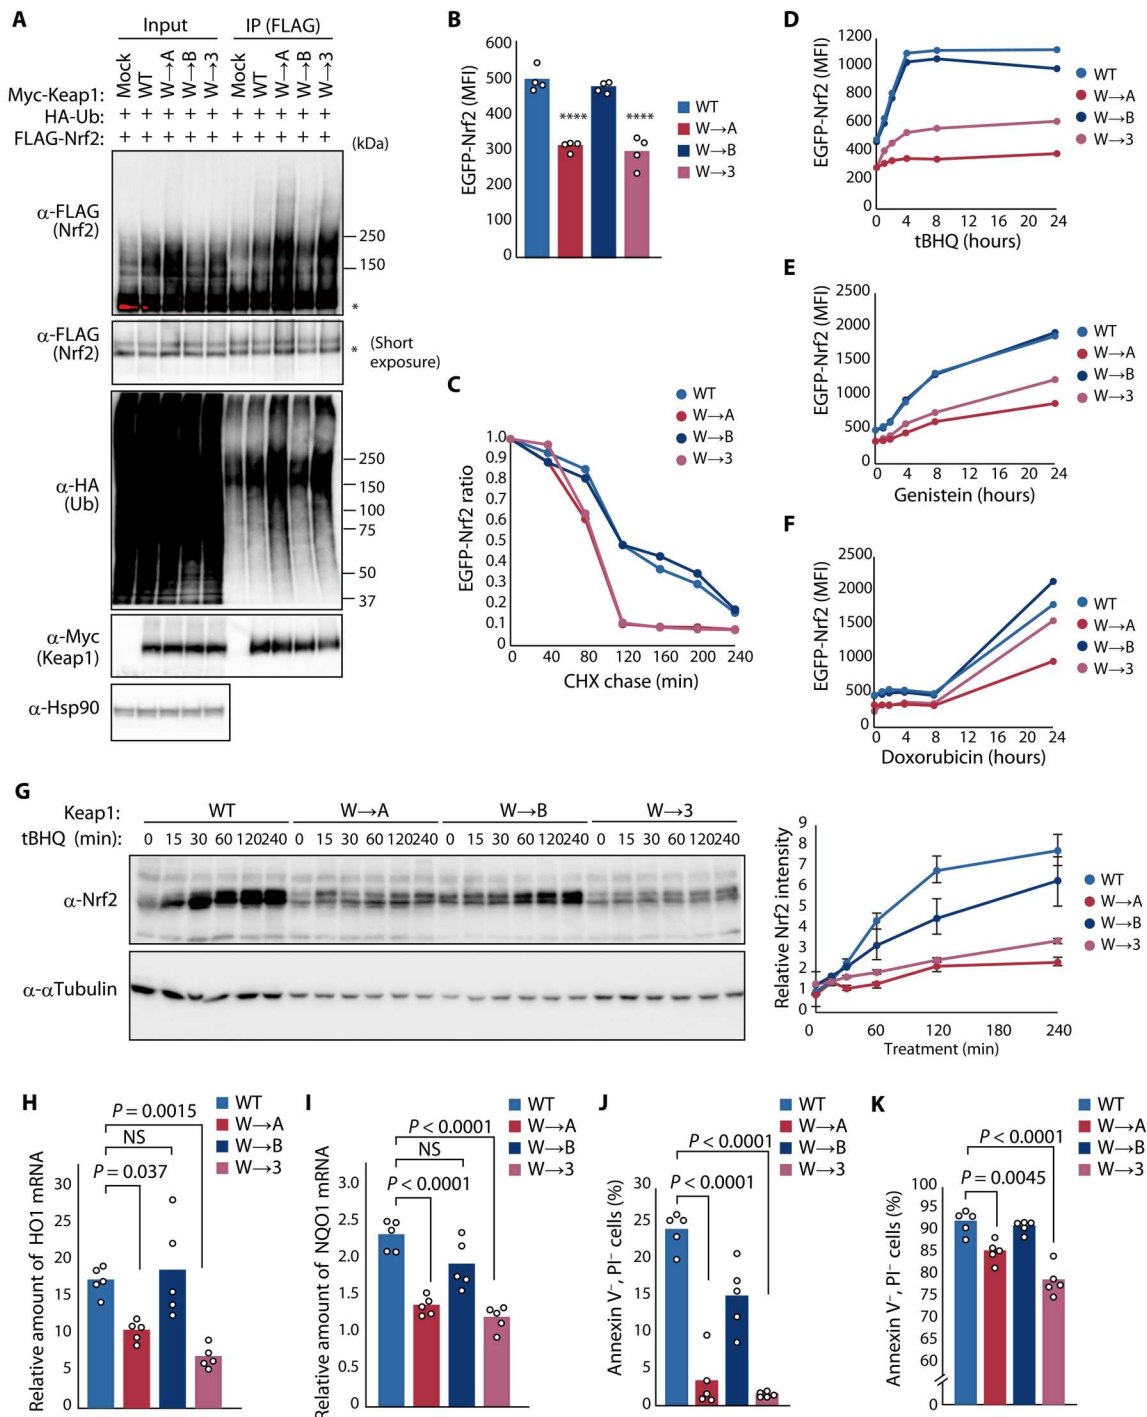 A
Input
IP (FLAG)
Myc-Keap1: Mock WT W→A W→B W→3 Mock WT W→A W→B W→3
HA-Ub: + + + + + + + + + +
FLAG-Nrf2: + + + + + + + + + +
(kDa)
α-FLAG
(Nrf2)
250
150
*
α-FLAG
(Nrf2)
* (Short
exposure)
α-HA
(Ub)
250
150
100
75
50
37
α-Myc
(Keap1)
α-Hsp90
B
EGFP-Nrf2 (MFI)
600
500
400
300
200
100
0
**** ****
WT
W→A
W→B
W→3
C
EGFP-Nrf2 ratio
1.0
0.9
0.8
0.7
0.6
0.5
0.4
0.3
0.2
0.1
0
0 40 80 120 160 200 240
CHX chase (min)
WT
W→A
W→B
W→3
D
EGFP-Nrf2 (MFI)
1200
1000
800
600
400
200
0
0 4 8 12 16 20 24
tBHQ (hours)
WT
W→A
W→B
W→3
E
EGFP-Nrf2 (MFI)
2500
2000
1500
1000
500
0
0 4 8 12 16 20 24
Genistein (hours)
WT
W→A
W→B
W→3
F
EGFP-Nrf2 (MFI)
2500
2000
1500
1000
500
0
0 4 8 12 16 20 24
Doxorubicin (hours)
WT
W→A
W→B
W→3
G
Keap1: WT W→A W→B W→3
tBHQ (min): 0 15 30 60 120 240 0 15 30 60 120 240 0 15 30 60 120 240 0 15 30 60 120 240
α-Nrf2
α-αTubulin
Relative Nrf2 intensity
9
8
7
6
5
4
3
2
1
0
0 60 120 180 240
Treatment (min)
WT
W→A
W→B
W→3
H
Relative amount of HO1 mRNA
P = 0.0015
NS
P = 0.037
30
25
20
15
10
5
0
WT
W→A
W→B
W→3
I
Relative amount of NQO1 mRNA
P < 0.0001
NS
P < 0.0001
3.0
2.5
2.0
1.5
1.0
0.5
0
WT
W→A
W→B
W→3
J
Annexin V⁻, PI⁻ cells (%)
P < 0.0001
P < 0.0001
30
25
20
15
10
5
0
WT
W→A
W→B
W→3
K
Annexin V⁻, PI⁻ cells (%)
P < 0.0001
P = 0.0045
100
95
90
85
80
75
70
65
60
0
WT
W→A
W→B
W→3